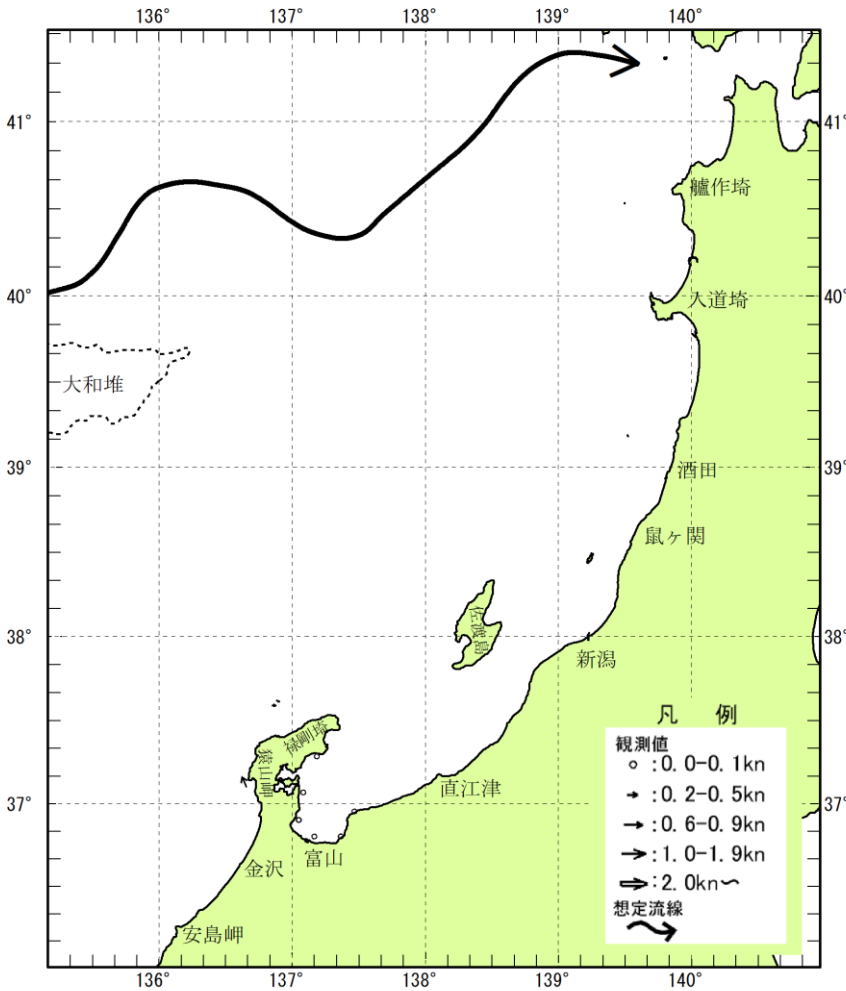 136° 137° 138° 139° 140°
41° 41°
艫作埼
40° 40°
入道埼
大和堆
39° 39°
酒田
鼠ヶ関
佐渡島
38° 38°
新潟
禄剛埼
猿山岬
37° 37°
直江津
富山
金沢
安島岬
凡 例
観測値
:0.0-0.1kn
:0.2-0.5kn
:0.6-0.9kn
:1.0-1.9kn
:2.0kn~
想定流線
136° 137° 138° 139° 140°